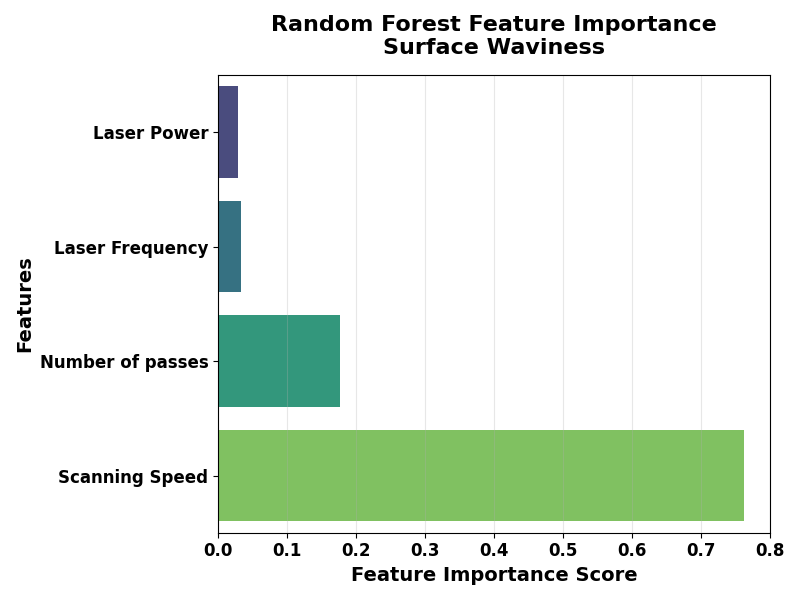 Random Forest Feature Importance
Surface Waviness
Features
Laser Power
Laser Frequency
Number of passes
Scanning Speed
0.0 0.1 0.2 0.3 0.4 0.5 0.6 0.7 0.8
Feature Importance Score